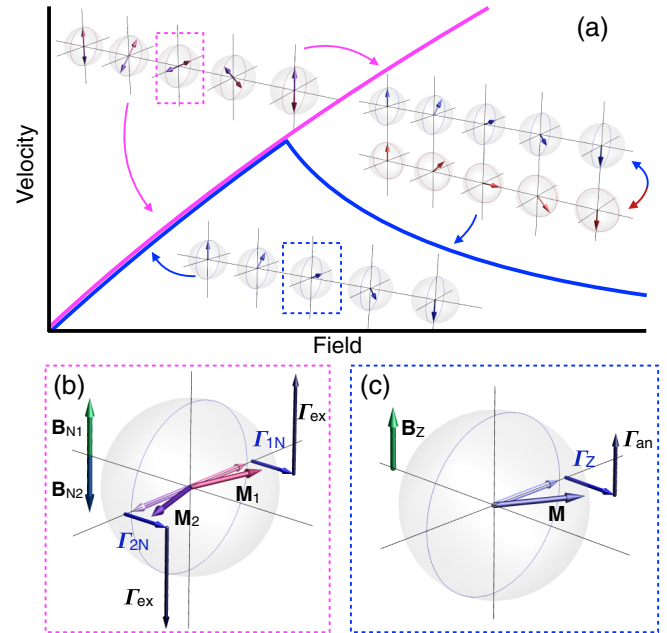 (a)
Velocity
Field
(b)
B_N1
B_N2
Γ_ex
Γ_1N
M_1
M_2
Γ_2N
Γ_ex
(c)
B_Z
Γ_an
Γ_Z
M